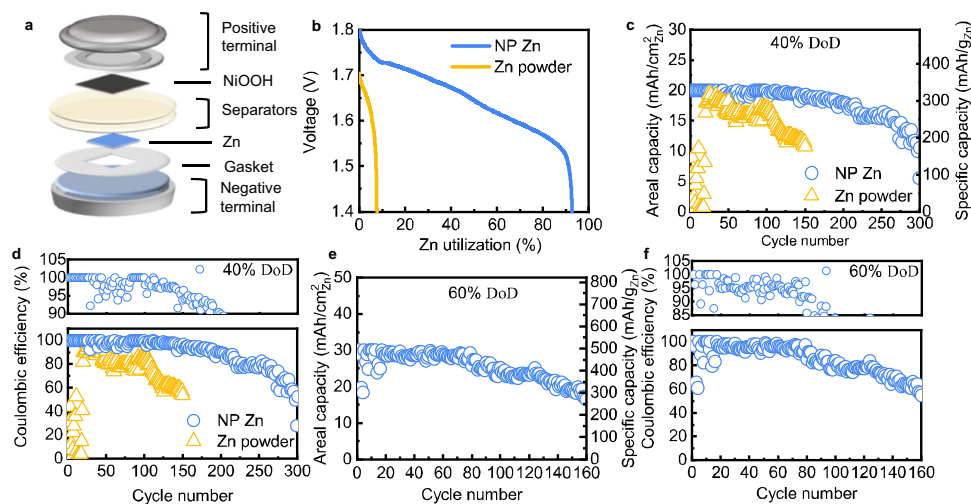 a
Positive
terminal
NiOOH
Separators
Zn
Gasket
Negative
terminal
b
Voltage (V)
1.8
1.7
1.6
1.5
1.4
NP Zn
Zn powder
0 20 40 60 80 100
Zn utilization (%)
c
Areal capacity (mAh/cm²Zn)
30
25
20
15
10
5
0
40% DoD
NP Zn
Zn powder
400
300
200
100
0
Specific capacity (mAh/gZn)
0 50 100 150 200 250 300
Cycle number
d
Coulombic efficiency (%)
105
100
95
90
40% DoD
100
80
60
40
20
0
NP Zn
Zn powder
0 50 100 150 200 250 300
Cycle number
e
Areal capacity (mAh/cm²Zn)
50
40
30
20
10
0
60% DoD
800
700
600
500
400
300
200
100
0
Specific capacity (mAh/gZn)
0 20 40 60 80 100 120 140 160
Cycle number
f
Coulombic efficiency (%)
105
100
95
90
85
60% DoD
100
80
60
40
20
0
0 20 40 60 80 100 120 140 160
Cycle number